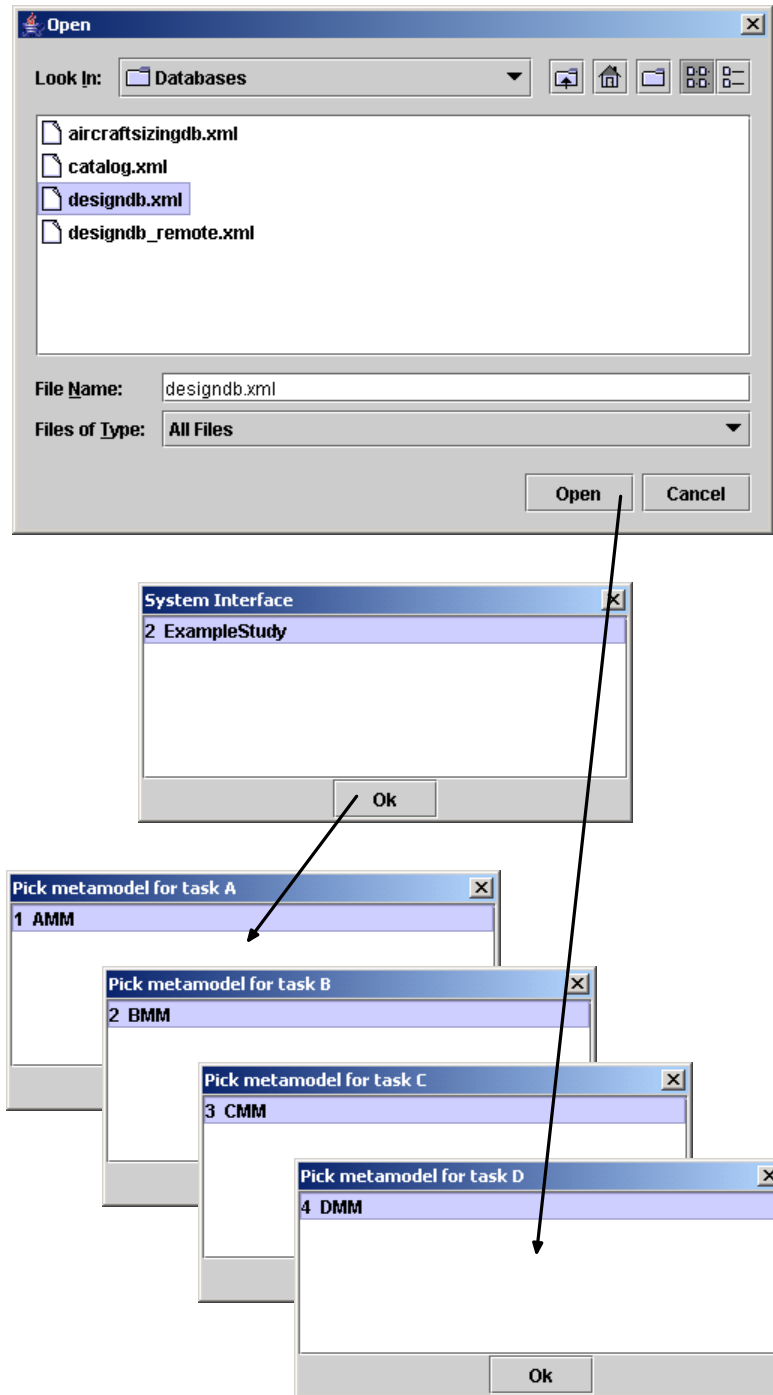 Open
Look In: Databases
aircraftsizingdb.xml
catalog.xml
designdb.xml
designdb_remote.xml
File Name: designdb.xml
Files of Type: All Files
Open Cancel
System Interface
2 ExampleStudy
Ok
Pick metamodel for task A
1 AMM
Pick metamodel for task B
2 BMM
Pick metamodel for task C
3 CMM
Pick metamodel for task D
4 DMM
Ok